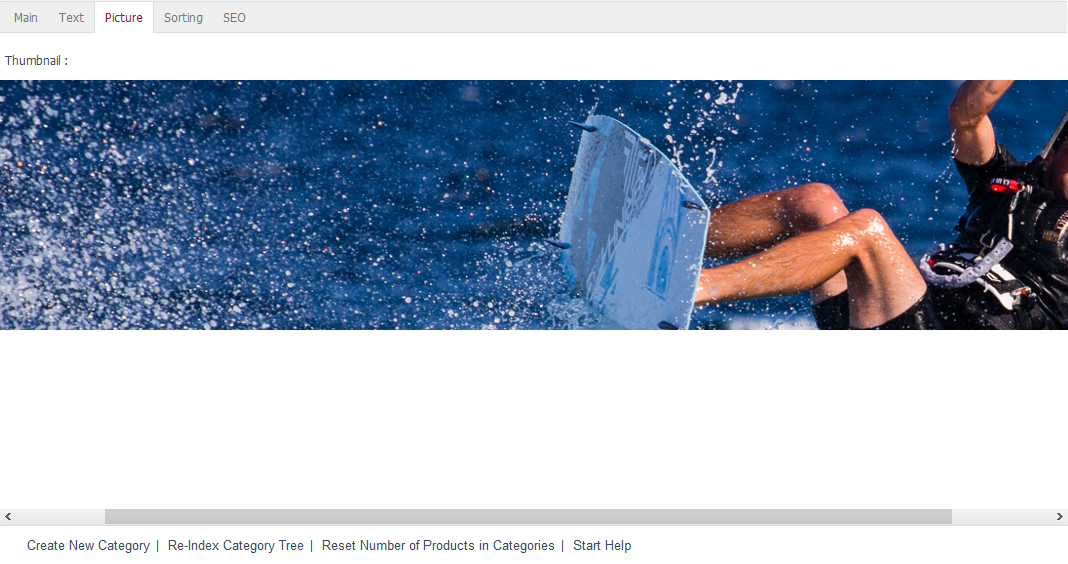 Main Text Picture Sorting SEO
Thumbnail :
Create New Category | Re-Index Category Tree | Reset Number of Products in Categories | Start Help